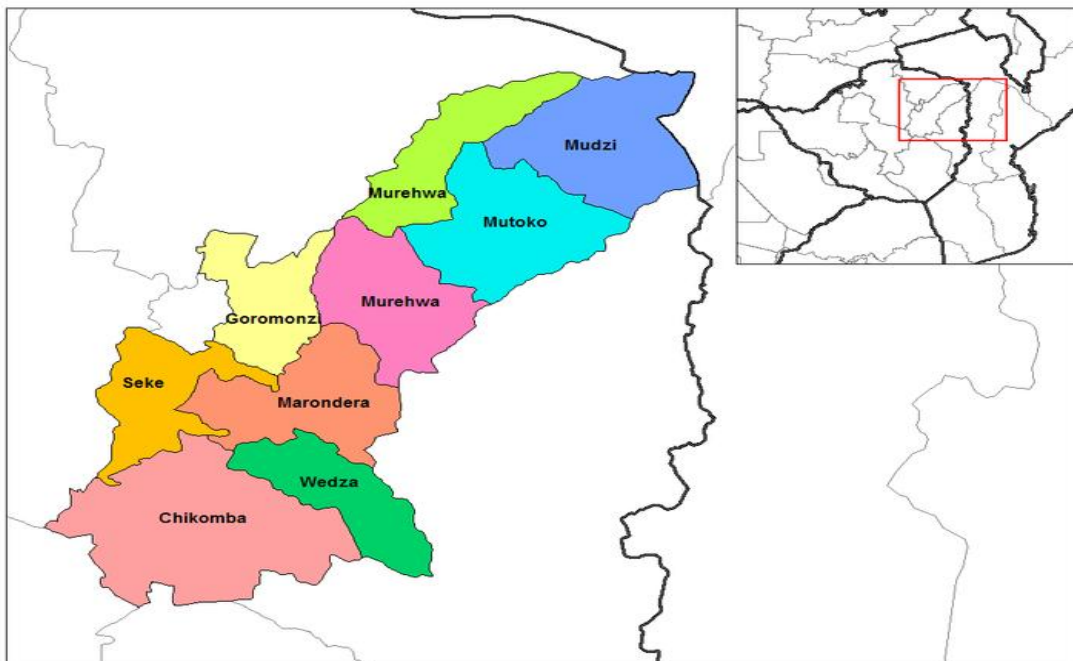 Mudzi
Murehwa
Mutoko
Murehwa
Goromonzi
Seke
Marondera
Wedza
Chikomba